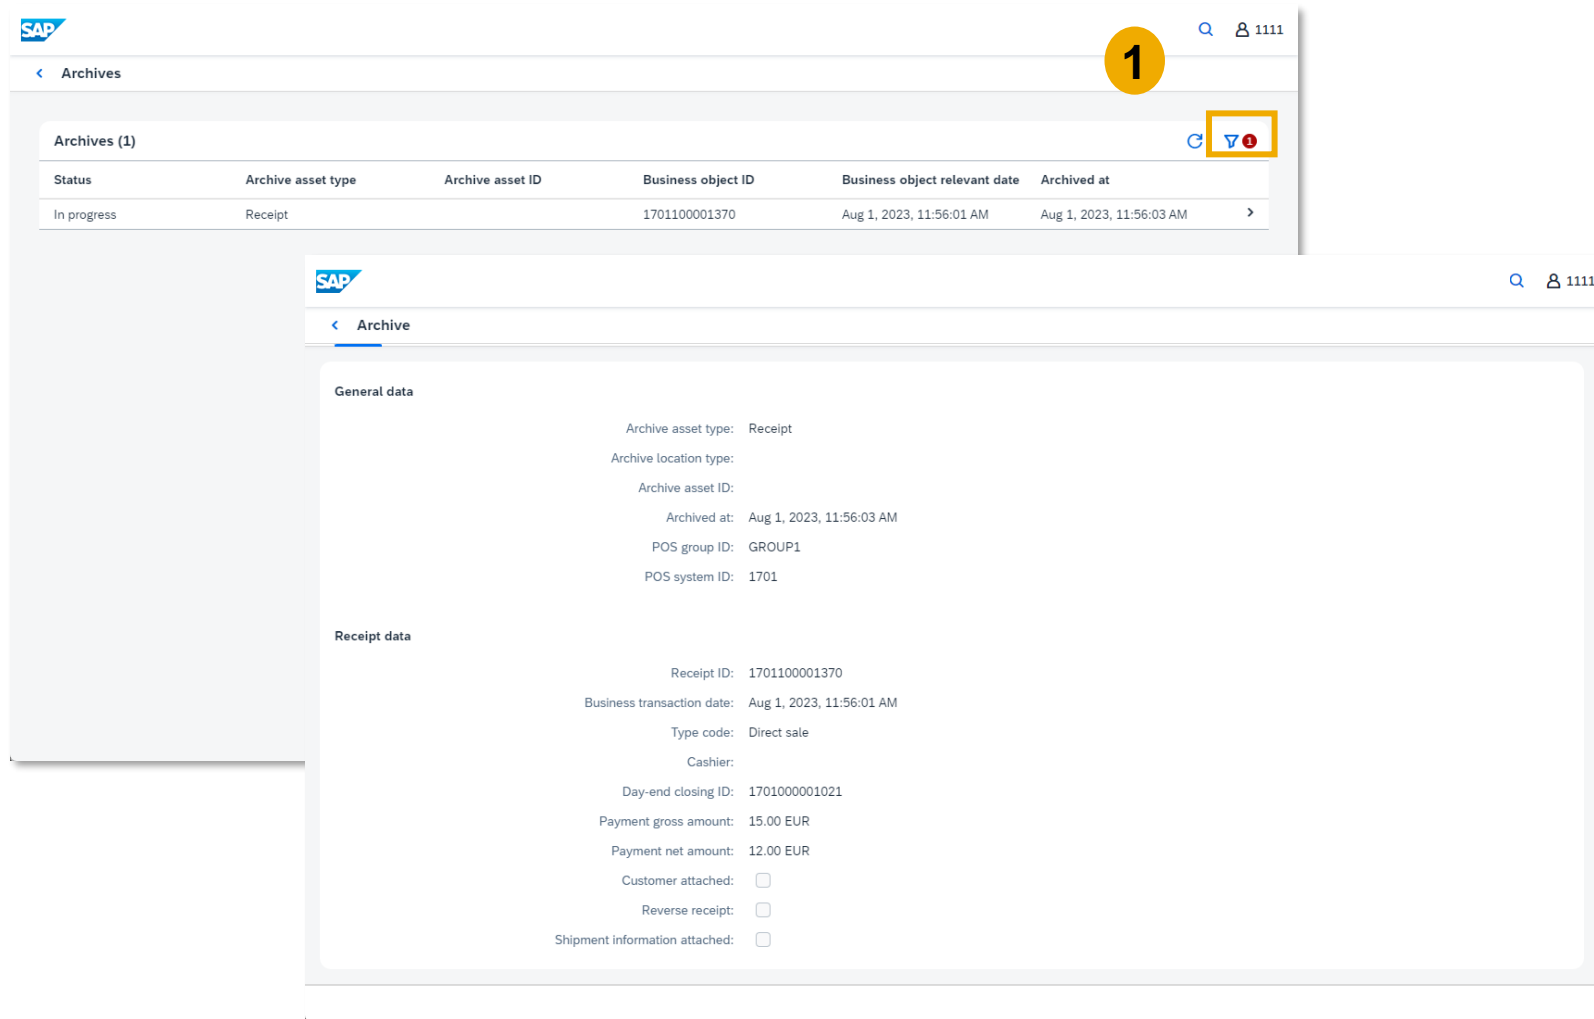 SAP
1111
Archives
1
Archives (1)
1
Status Archive asset type Archive asset ID Business object ID Business object relevant date Archived at
In progress Receipt 1701100001370 Aug 1, 2023, 11:56:01 AM Aug 1, 2023, 11:56:03 AM
SAP
1111
Archive
General data
Archive asset type: Receipt
Archive location type:
Archive asset ID:
Archived at: Aug 1, 2023, 11:56:03 AM
POS group ID: GROUP1
POS system ID: 1701
Receipt data
Receipt ID: 1701100001370
Business transaction date: Aug 1, 2023, 11:56:01 AM
Type code: Direct sale
Cashier:
Day-end closing ID: 1701000001021
Payment gross amount: 15.00 EUR
Payment net amount: 12.00 EUR
Customer attached:
Reverse receipt:
Shipment information attached: